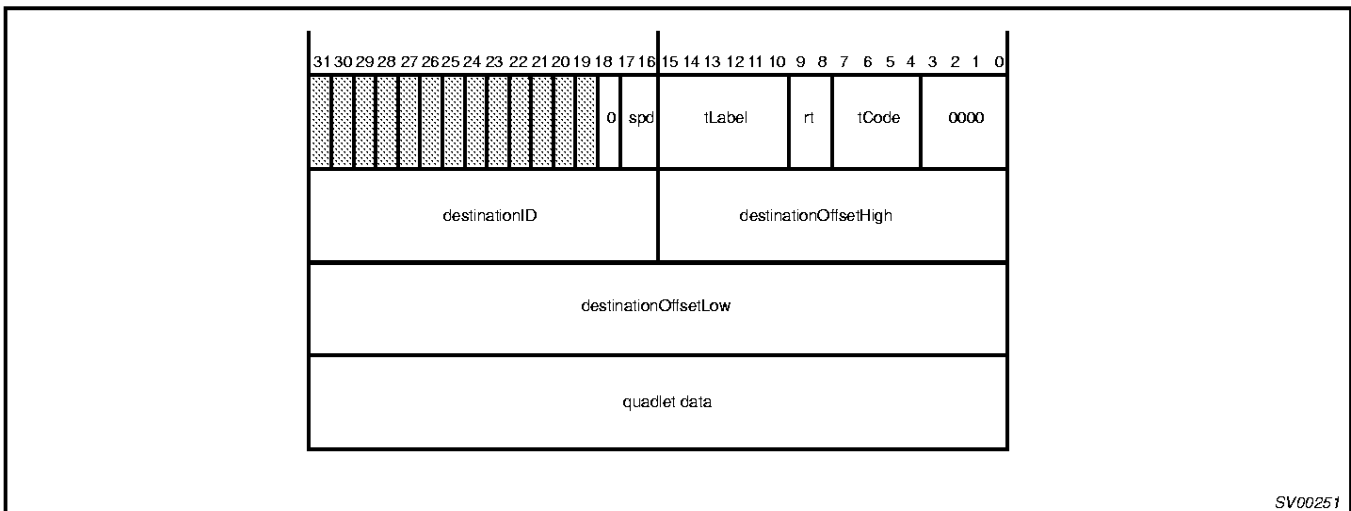 31 30 29 28 27 26 25 24 23 22 21 20 19 18 17 16 15 14 13 12 11 10 9 8 7 6 5 4 3 2 1 0
0 spd tLabel rt tCode 0000
destinationID destinationOffsetHigh
destinationOffsetLow
quadlet data
SV00251